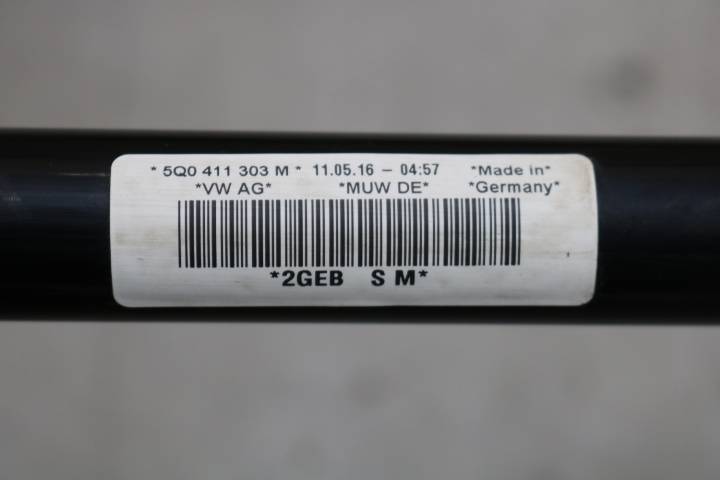 * 5Q0 411 303 M * 11.05.16 – 04:57 *Made in*
*VW AG* *MUW DE* *Germany*
*2GEB S M*